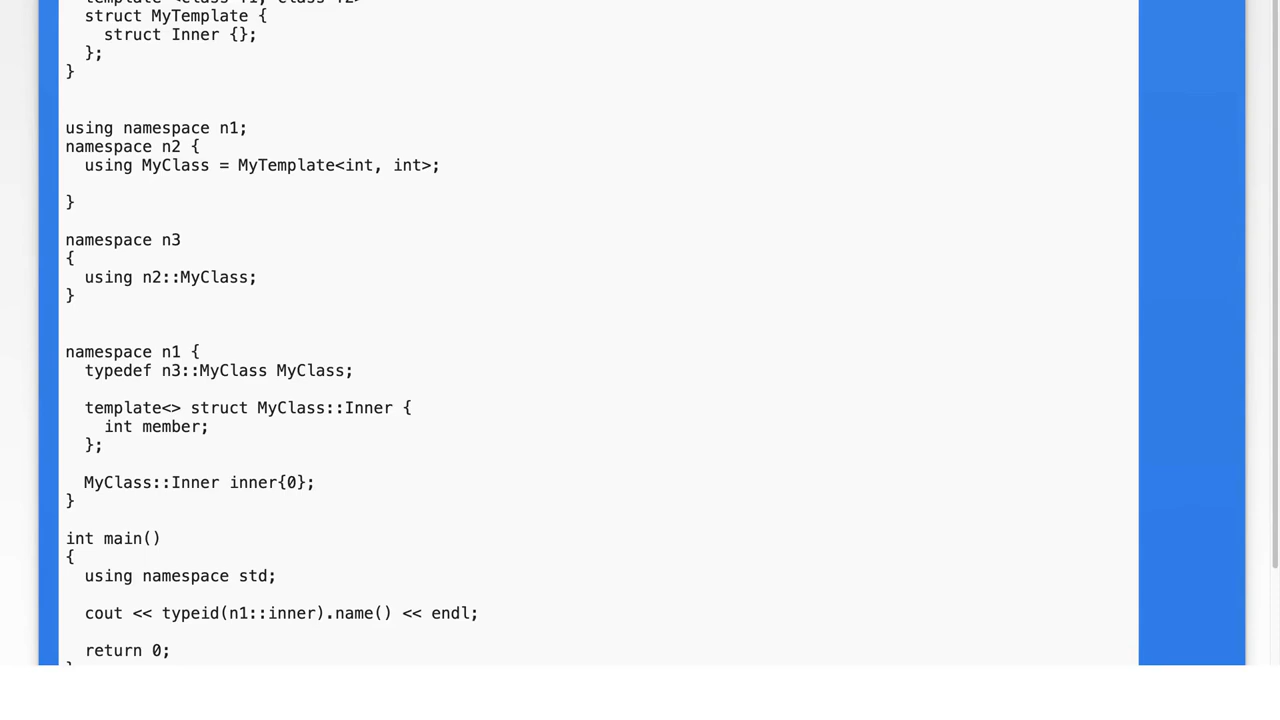 struct MyTemplate {
struct Inner {};
};
}
using namespace n1;
namespace n2 {
using MyClass = MyTemplate<int, int>;
}
namespace n3
{
using n2::MyClass;
}
namespace n1 {
typedef n3::MyClass MyClass;
template<> struct MyClass::Inner {
int member;
};
MyClass::Inner inner{0};
}
int main()
{
using namespace std;
cout << typeid(n1::inner).name() << endl;
return 0;